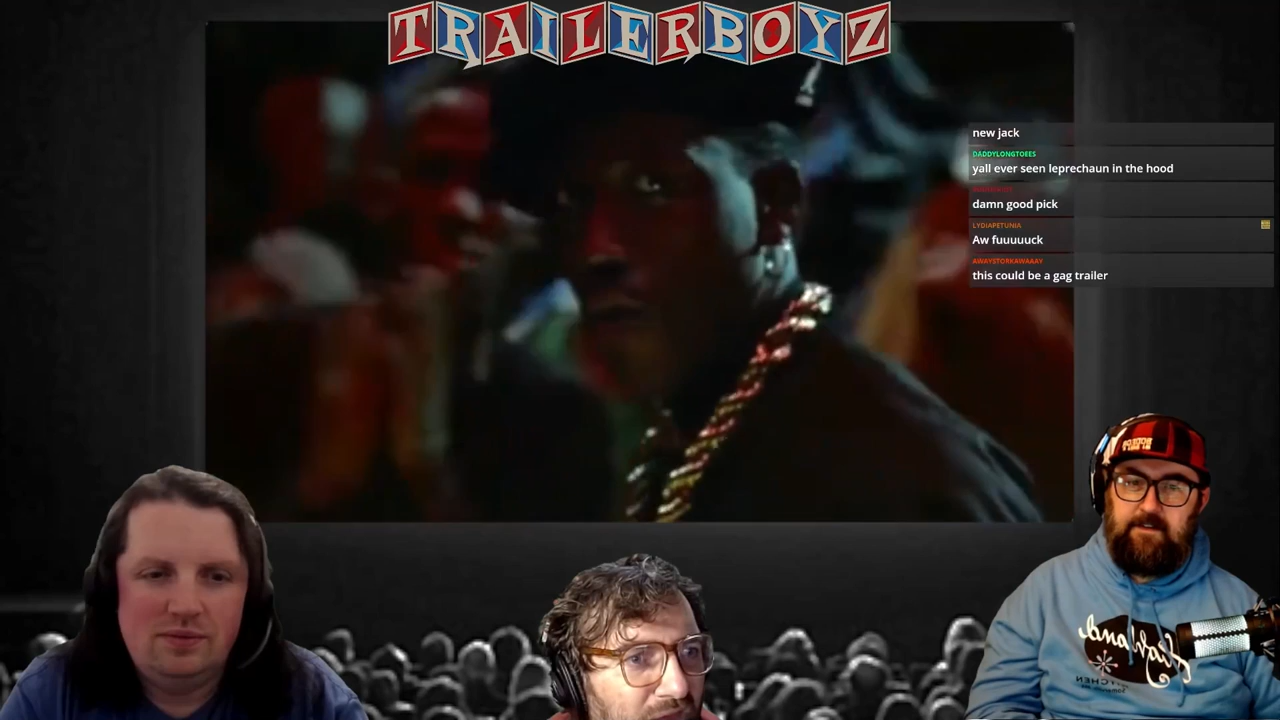 TRAILERBOYZ
new jack
DADDYLONGTOEES
yall ever seen leprechaun in the hood
damn good pick
LYDIAPETUNIA
Aw fuuuuuck
AWAYSTORKAWAAAY
this could be a gag trailer